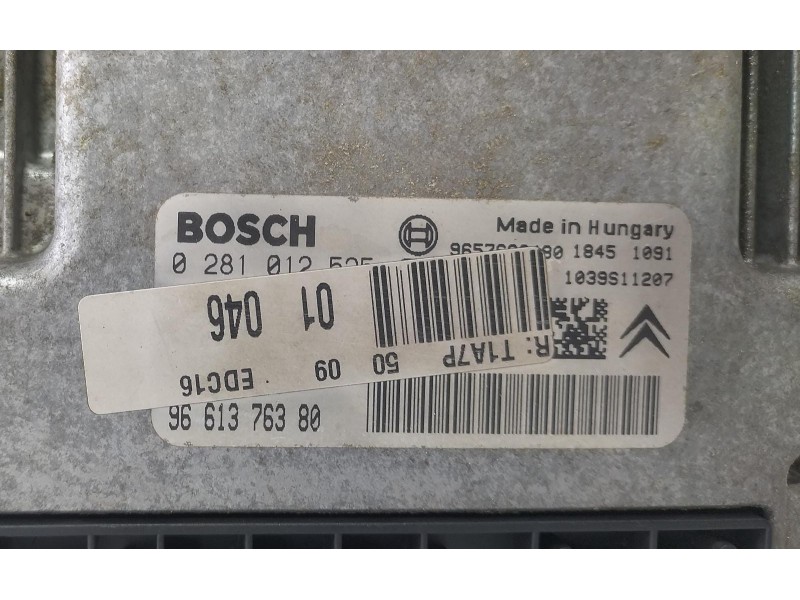 BOSCH
Made in Hungary
0 281 012
1845 1091
1039S11207
R: T1A7P
50 09 EDC16
01 046
96 613 763 80